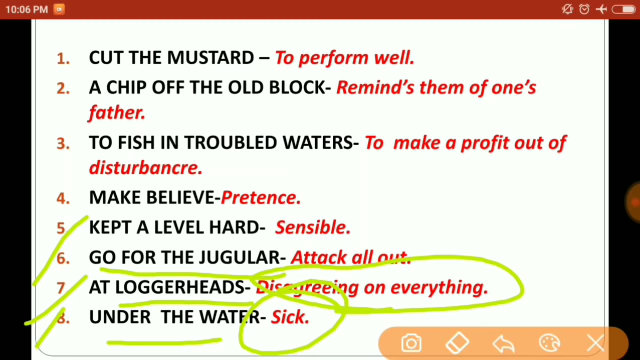 10:06 PM
1. CUT THE MUSTARD – To perform well.
2. A CHIP OFF THE OLD BLOCK- Remind's them of one's
father.
3. TO FISH IN TROUBLED WATERS- To make a profit out of
disturbancre.
4. MAKE BELIEVE-Pretence.
5 KEPT A LEVEL HARD- Sensible.
6. GO FOR THE JUGULAR- Attack all out.
7 AT LOGGERHEADS- Disagreeing on everything.
8. UNDER THE WATER- Sick.